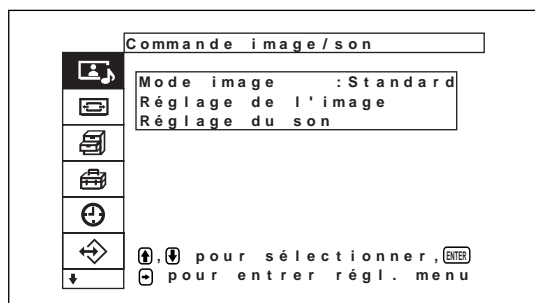 Commande image/son
Mode image :Standard
Réglage de l'image
Réglage du son
↑,↓ pour sélectionner,ENTER
→ pour entrer régl. menu